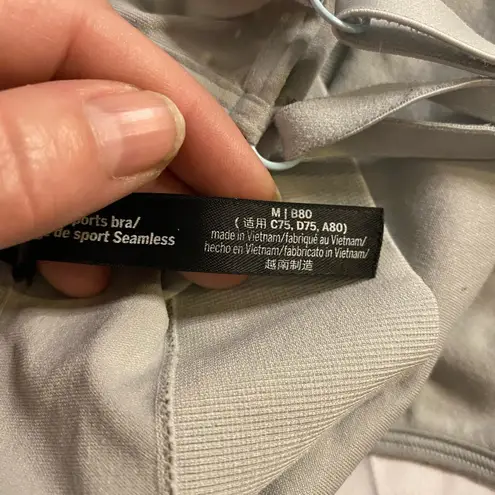 sports bra/
de sport Seamless
M | B80
( 适用 C75, D75, A80)
made in Vietnam/fabriqué au Vietnam/
hecho en Vietnam/fabbricato in Vietnam/
越南制造